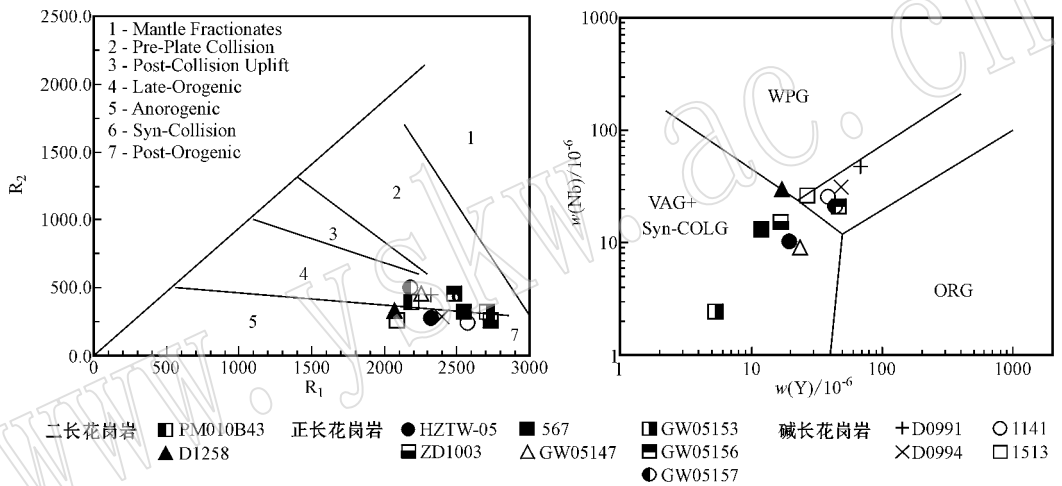 2500.0
2000.0
1500.0
1000.0
500.0
0.0
R2
1 - Mantle Fractionates
2 - Pre-Plate Collision
3 - Post-Collision Uplift
4 - Late-Orogenic
5 - Anorogenic
6 - Syn-Collision
7 - Post-Orogenic
1
2
3
4
5
7
0 500 1000 1500 2000 2500 3000
R1
1000
100
10
1
w(Nb)/10-6
WPG
VAG+
Syn-COLG
ORG
1 10 100 1000
w(Y)/10-6
二长花岗岩 PM010B43 正长花岗岩 HZTW-05 567 GW05153 碱长花岗岩 D0991 1141
D1258 ZD1003 GW05147 GW05156 D0994 1513
GW05157
www.yskw.ac.cn